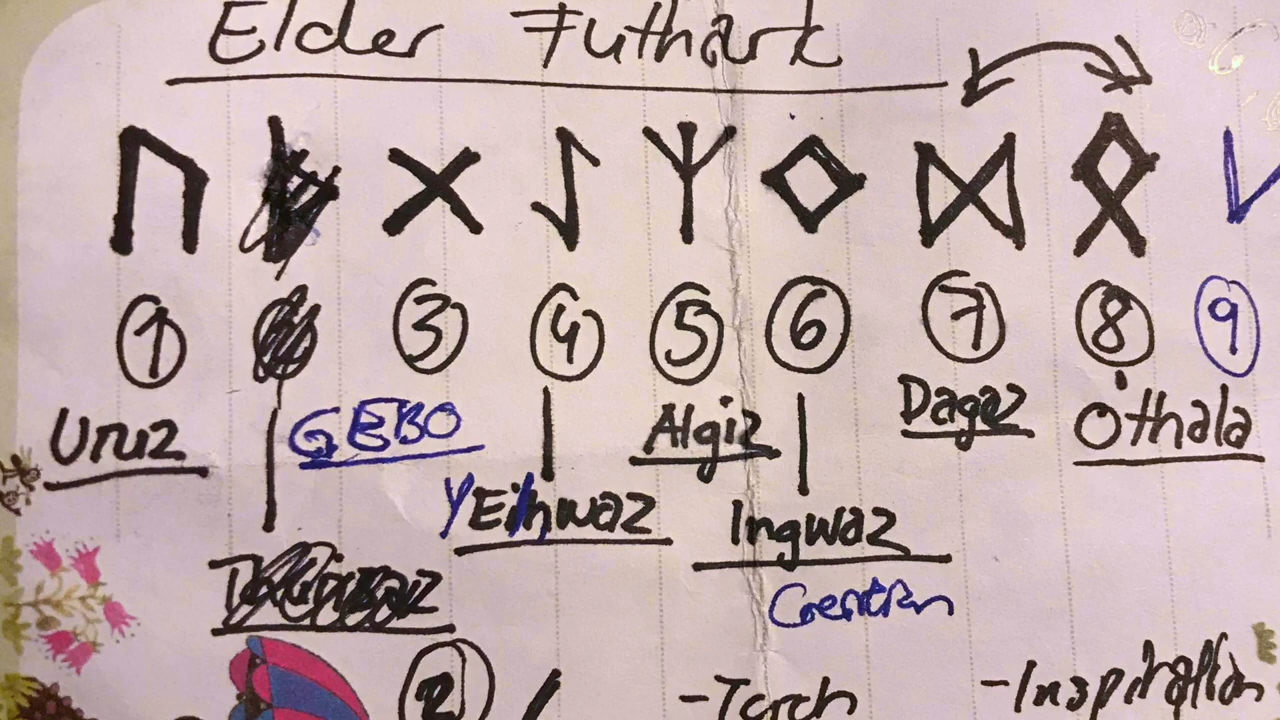 Elder Futhark
ᚢ ᚷ ᛇ ᛉ ᛜ ᛞ ᛟ
1 3 4 5 6 7 8 9
Uruz GEBO Algiz Dagaz Othala
YEihwaz Ingwaz
2 -Torch -Inspiration